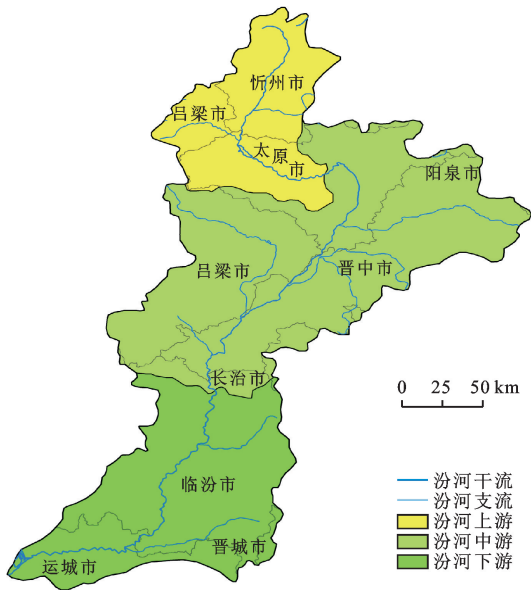 忻州市
吕梁市
太原市
阳泉市
吕梁市
晋中市
长治市
0 25 50 km
临汾市
晋城市
运城市
汾河干流
汾河支流
汾河上游
汾河中游
汾河下游